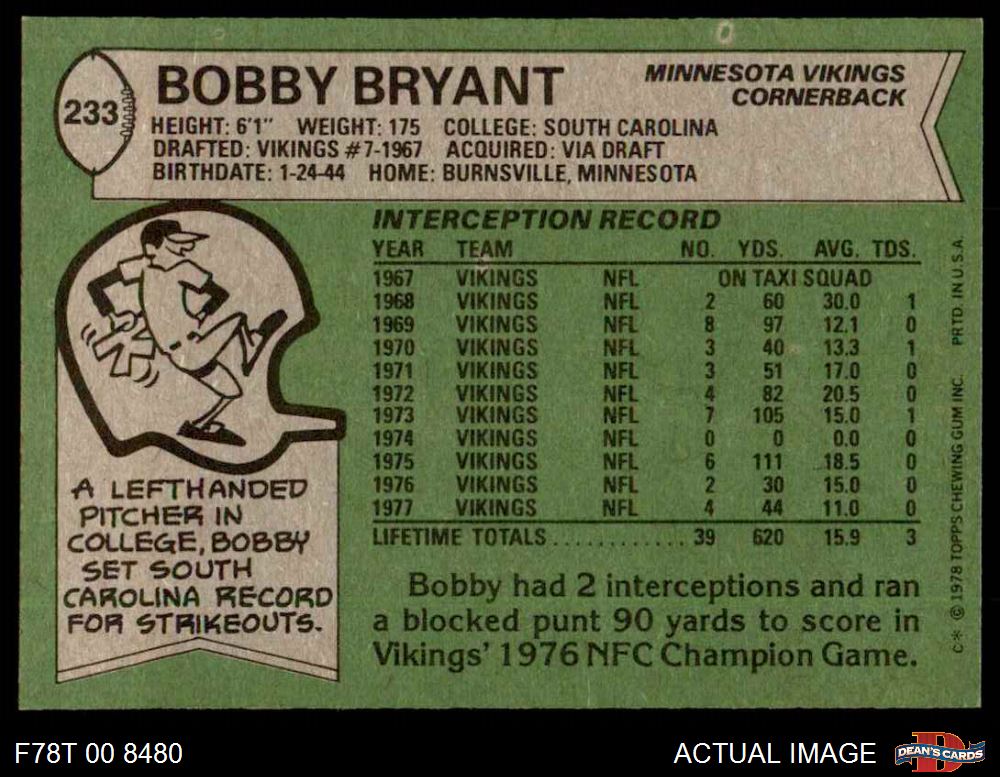 233
BOBBY BRYANT
MINNESOTA VIKINGS
CORNERBACK
HEIGHT: 6'1" WEIGHT: 175 COLLEGE: SOUTH CAROLINA
DRAFTED: VIKINGS #7-1967 ACQUIRED: VIA DRAFT
BIRTHDATE: 1-24-44 HOME: BURNSVILLE, MINNESOTA
INTERCEPTION RECORD
YEAR TEAM NO. YDS. AVG. TDS.
1967 VIKINGS NFL ON TAXI SQUAD
1968 VIKINGS NFL 2 60 30.0 1
1969 VIKINGS NFL 8 97 12.1 0
1970 VIKINGS NFL 3 40 13.3 1
1971 VIKINGS NFL 3 51 17.0 0
1972 VIKINGS NFL 4 82 20.5 0
1973 VIKINGS NFL 7 105 15.0 1
1974 VIKINGS NFL 0 0 0.0 0
1975 VIKINGS NFL 6 111 18.5 0
1976 VIKINGS NFL 2 30 15.0 0
1977 VIKINGS NFL 4 44 11.0 0
LIFETIME TOTALS............ 39 620 15.9 3
A LEFTHANDED
PITCHER IN
COLLEGE, BOBBY
SET SOUTH
CAROLINA RECORD
FOR STRIKEOUTS.
Bobby had 2 interceptions and ran
a blocked punt 90 yards to score in
Vikings' 1976 NFC Champion Game.
C* © 1978 TOPPS CHEWING GUM INC. PRTD. IN U.S.A.
F78T 00 8480
ACTUAL IMAGE
D
DEAN'S CARDS